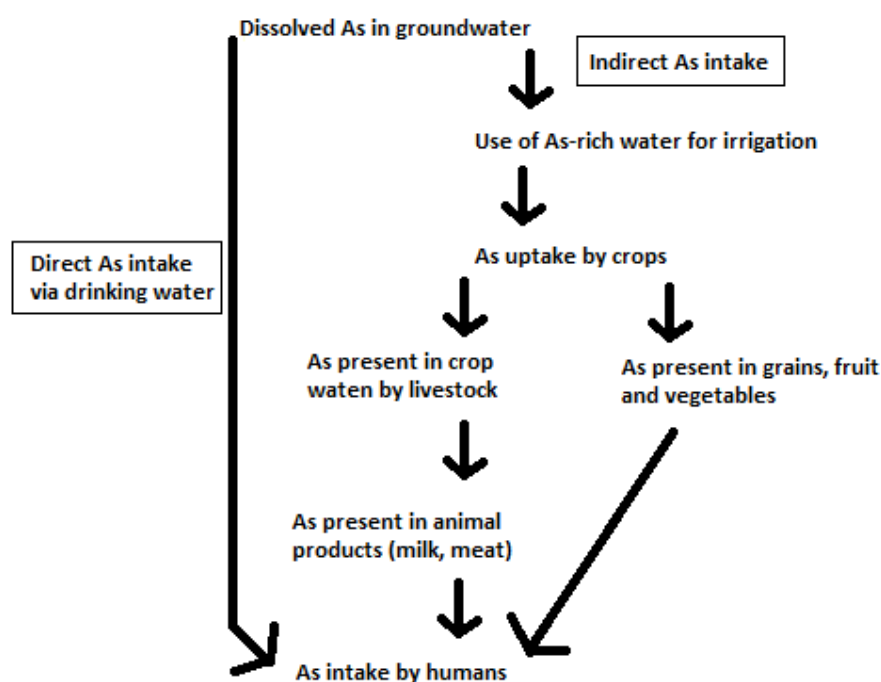 Dissolved As in groundwater
Indirect As intake
Use of As-rich water for irrigation
Direct As intake
via drinking water
As uptake by crops
As present in crop
waten by livestock
As present in grains, fruit
and vegetables
As present in animal
products (milk, meat)
As intake by humans